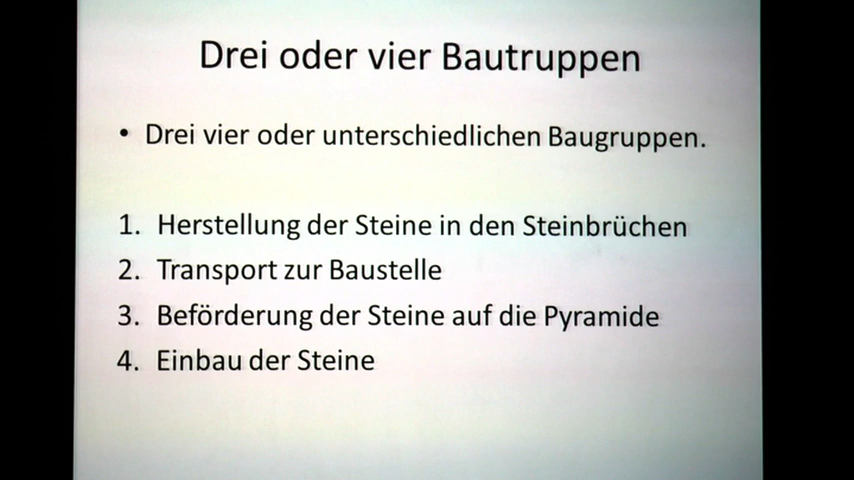 Drei oder vier Bautruppen
• Drei vier oder unterschiedlichen Baugruppen.
1. Herstellung der Steine in den Steinbrüchen
2. Transport zur Baustelle
3. Beförderung der Steine auf die Pyramide
4. Einbau der Steine